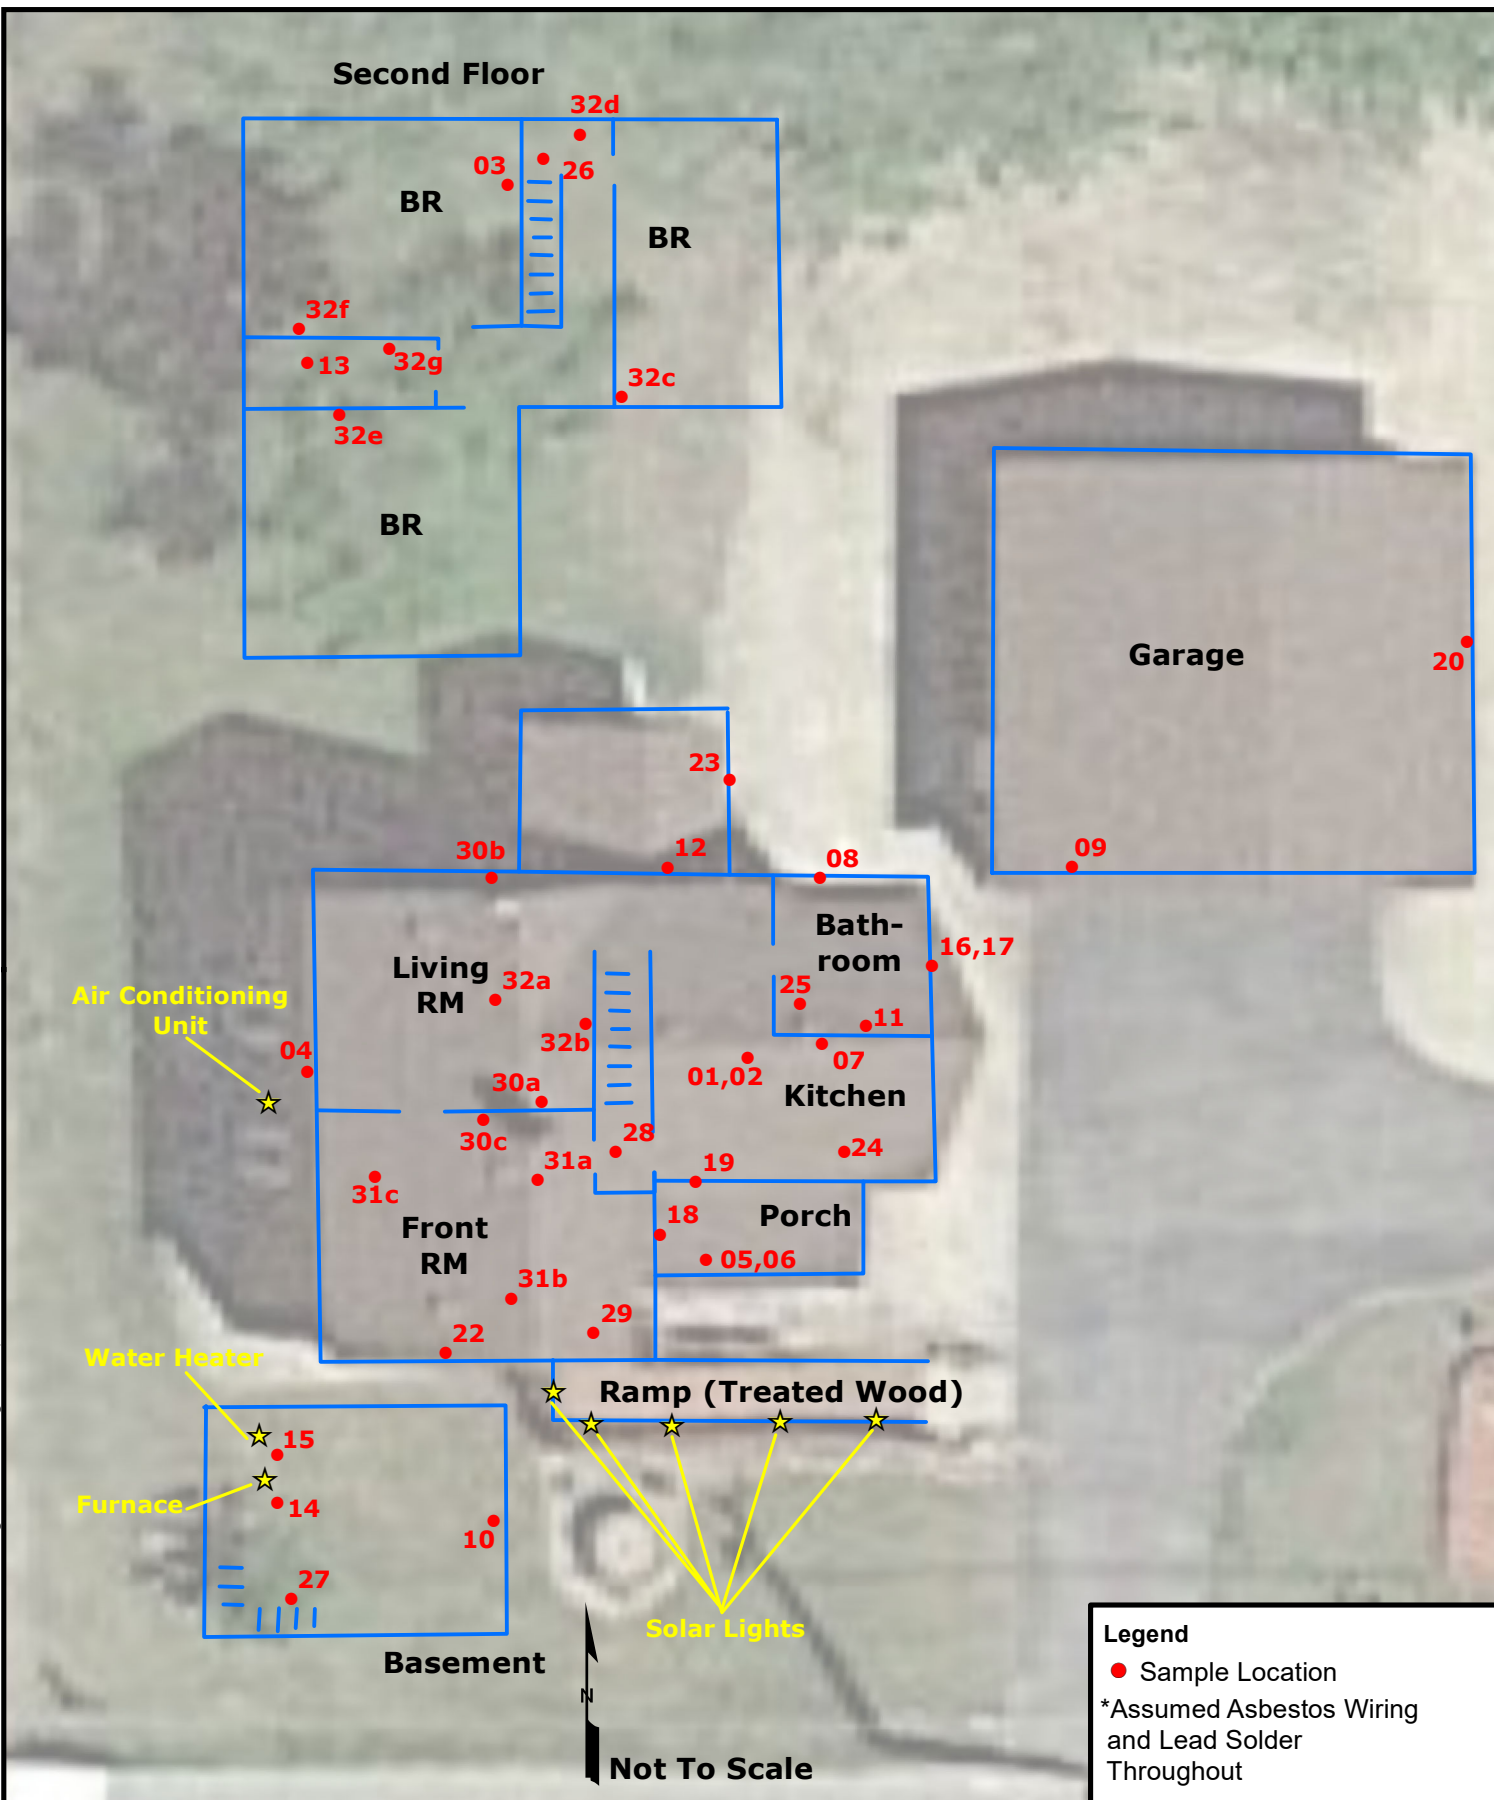 Second Floor
32d
03
26
BR
BR
32f
13
32g
32c
32e
BR
Garage
20
23
30b
12
08
09
Bath-
room
16,17
Living
RM
32a
25
11
Air Conditioning
Unit
32b
04
07
01,02
30a
Kitchen
30c
28
24
31a
19
31c
18
Porch
Front
RM
05,06
31b
29
22
Water Heater
Ramp (Treated Wood)
15
Furnace
14
10
27
Solar Lights
Basement
N
Not To Scale
Legend
Sample Location
*Assumed Asbestos Wiring
and Lead Solder
Throughout